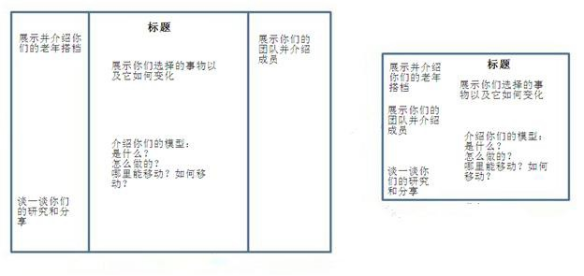 展示并介绍你
们的老年搭档
谈一谈你们
的研究和分
享
标题
展示你们选择的事物以
及它如何变化
介绍你们的模型：
是什么？
怎么做的？
哪里能移动？如何移
动？
展示你们的
团队并介绍
成员
展示并介绍
你们的老年
搭档
展示你们的
团队并介绍
成员
谈一谈你
们的研究
和分享
标题
展示你们选择的事
物以及它如何变化
介绍你们的模型：
是什么？
怎么做的？
哪里能移动？如何
移动？